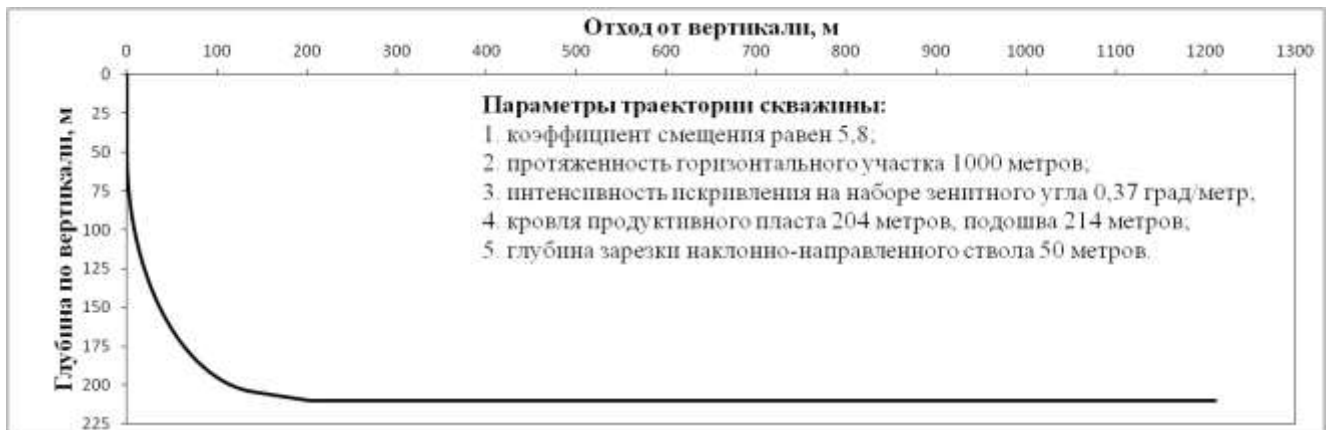 Отход от вертикали, м
0 100 200 300 400 500 600 700 800 900 1000 1100 1200 1300
Глубина по вертикали, м
0
25
50
75
100
125
150
175
200
225
Параметры траектории скважины:
1. коэффициент смещения равен 5,8;
2. протяженность горизонтального участка 1000 метров;
3. интенсивность искривления на наборе зенитного угла 0,37 град/метр;
4. кровля продуктивного пласта 204 метров, подошва 214 метров;
5. глубина зарезки наклонно-направленного ствола 50 метров.